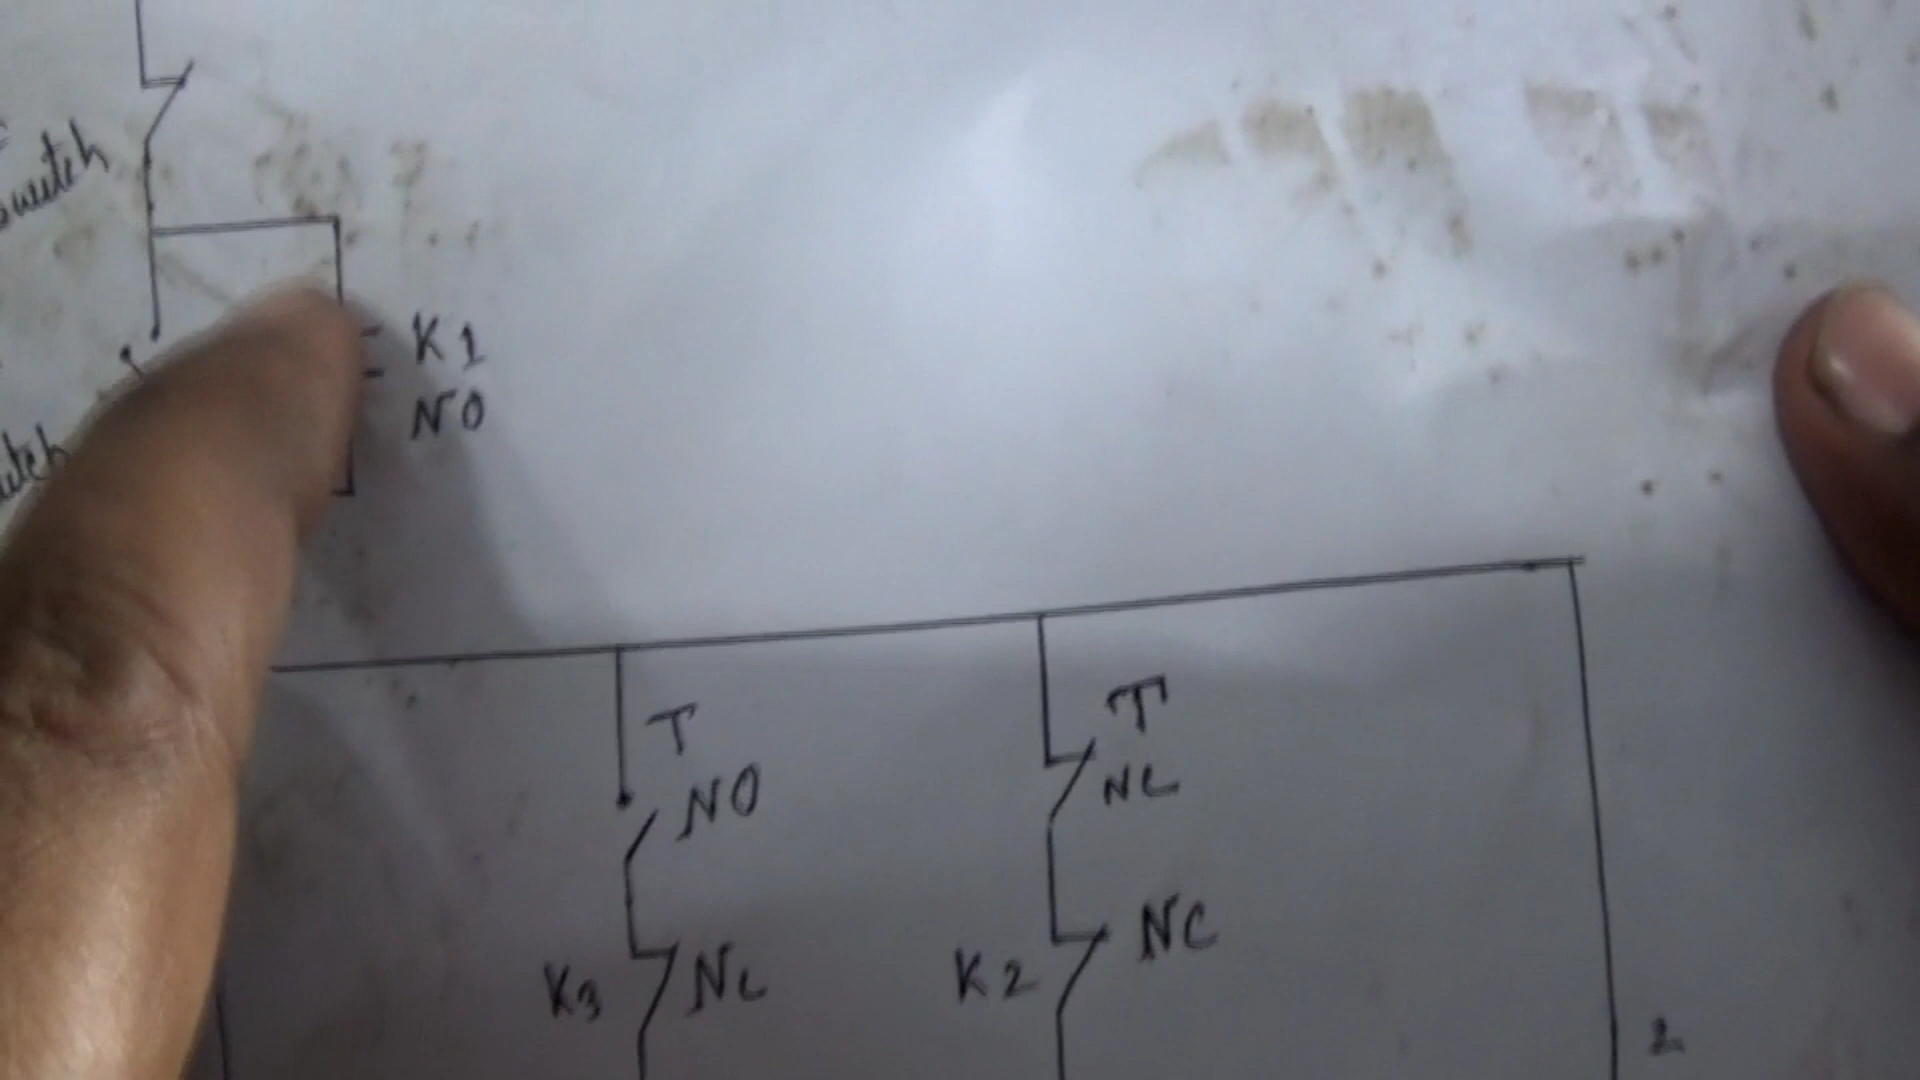 switch
K1
NO
T
NO
T
NC
K3 NC
K2 NC